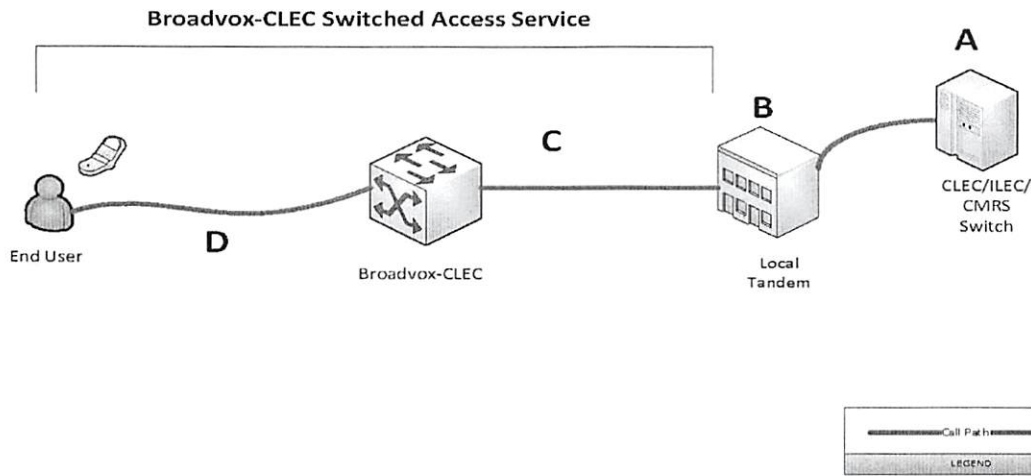 Broadvox-CLEC Switched Access Service
A
B
C
CLEC/ILEC/
CMRS
Switch
D
End User
Broadvox-CLEC
Local
Tandem
Call Path
LEGEND